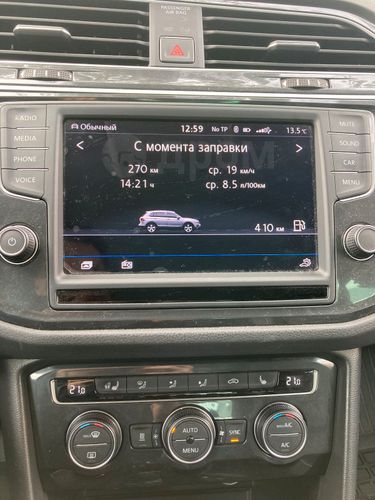 PASSENGER
AIR BAG
Обычный 12:59 No TP 13.5°C
RADIO
MEDIA
PHONE
VOICE
MUTE
SOUND
CAR
MENU
С момента заправки
270 км ср. 19 км/ч
14:21 ч ср. 8.5 л/100км
410 км
21.0 21.0
AUTO
MENU
SYNC
A/C
A/C